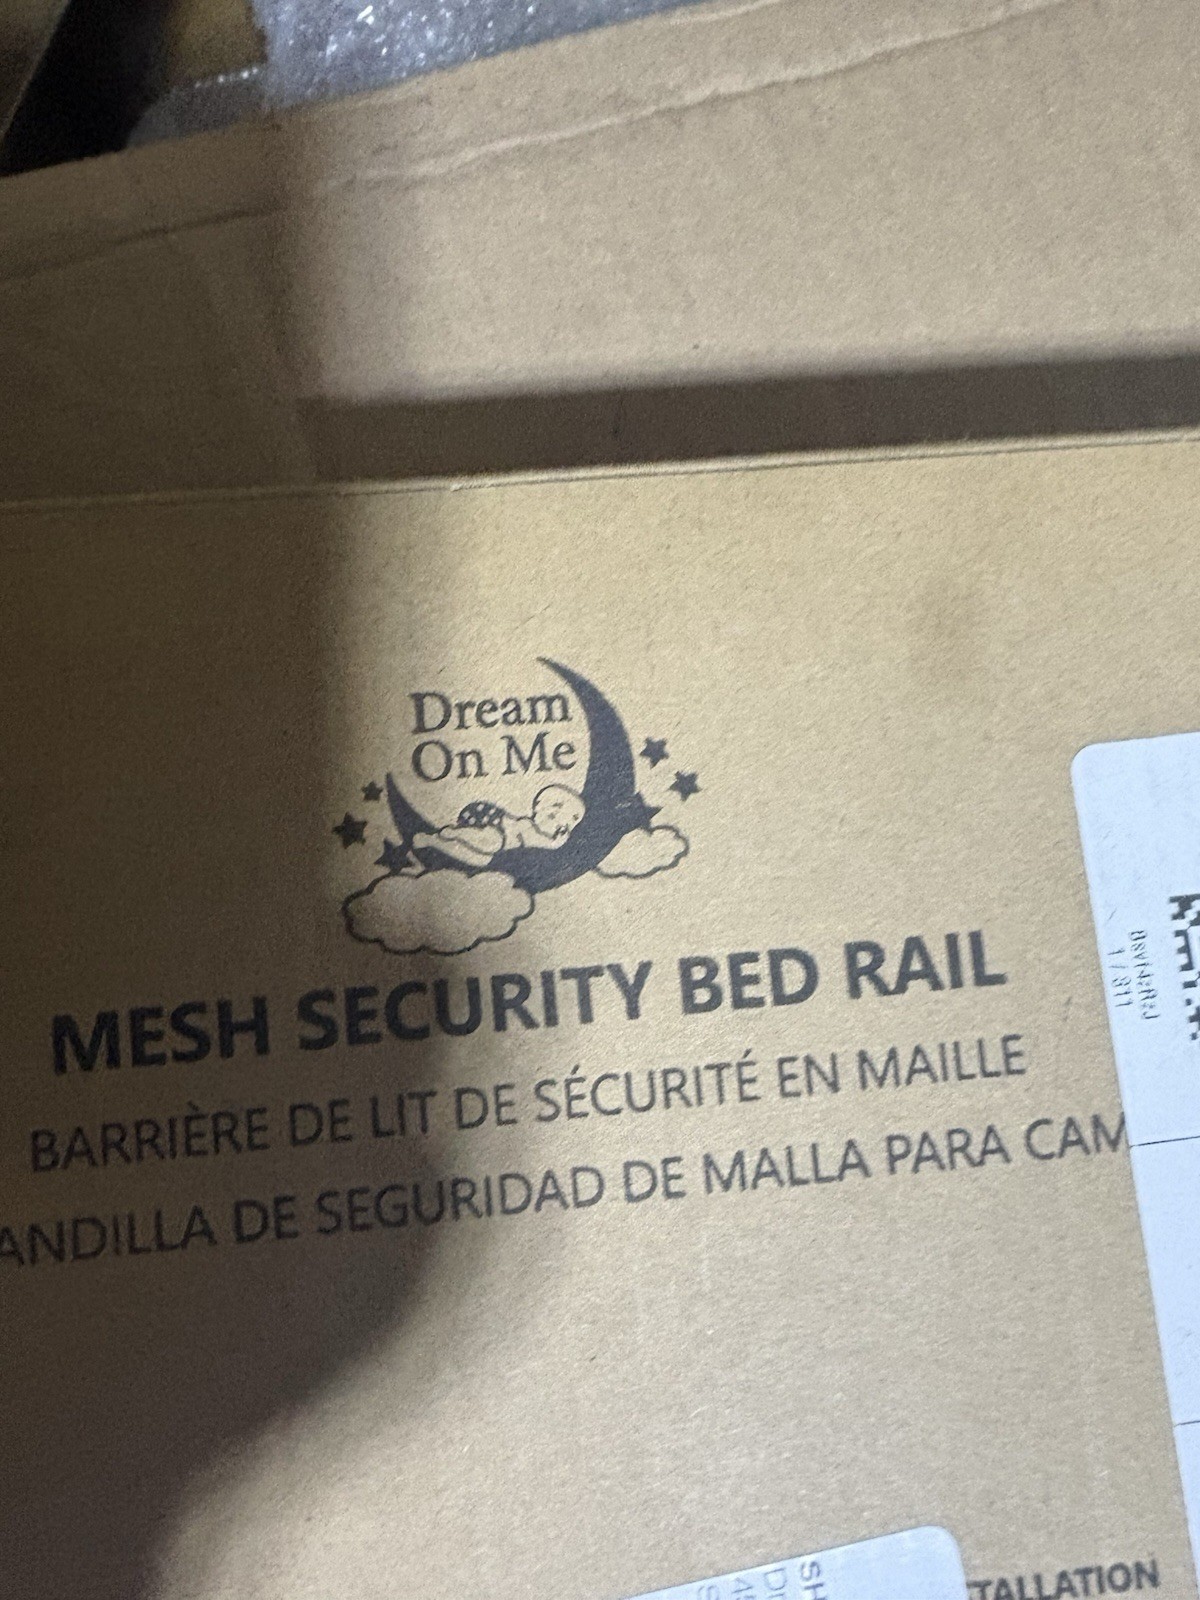 Dream
On Me
MESH SECURITY BED RAIL
BARRIÈRE DE LIT DE SÉCURITÉ EN MAILLE
ANDILLA DE SEGURIDAD DE MALLA PARA CAM
TALLATION
SH